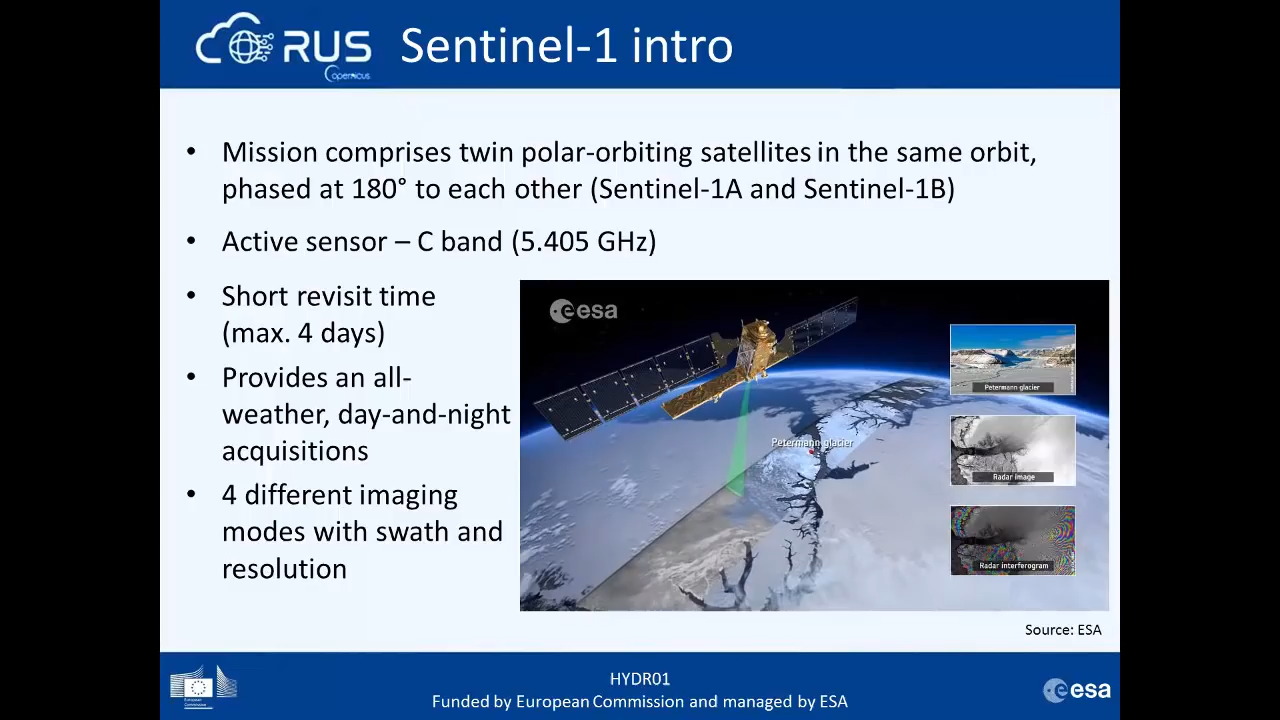 RUS
Copernicus
Sentinel-1 intro
• Mission comprises twin polar-orbiting satellites in the same orbit,
phased at 180° to each other (Sentinel-1A and Sentinel-1B)
• Active sensor – C band (5.405 GHz)
• Short revisit time
(max. 4 days)
• Provides an all-
weather, day-and-night
acquisitions
• 4 different imaging
modes with swath and
resolution
esa
Petermann glacier
Petermann glacier
Radar image
Radar interferogram
Source: ESA
European
Commission
HYDR01
Funded by European Commission and managed by ESA
esa